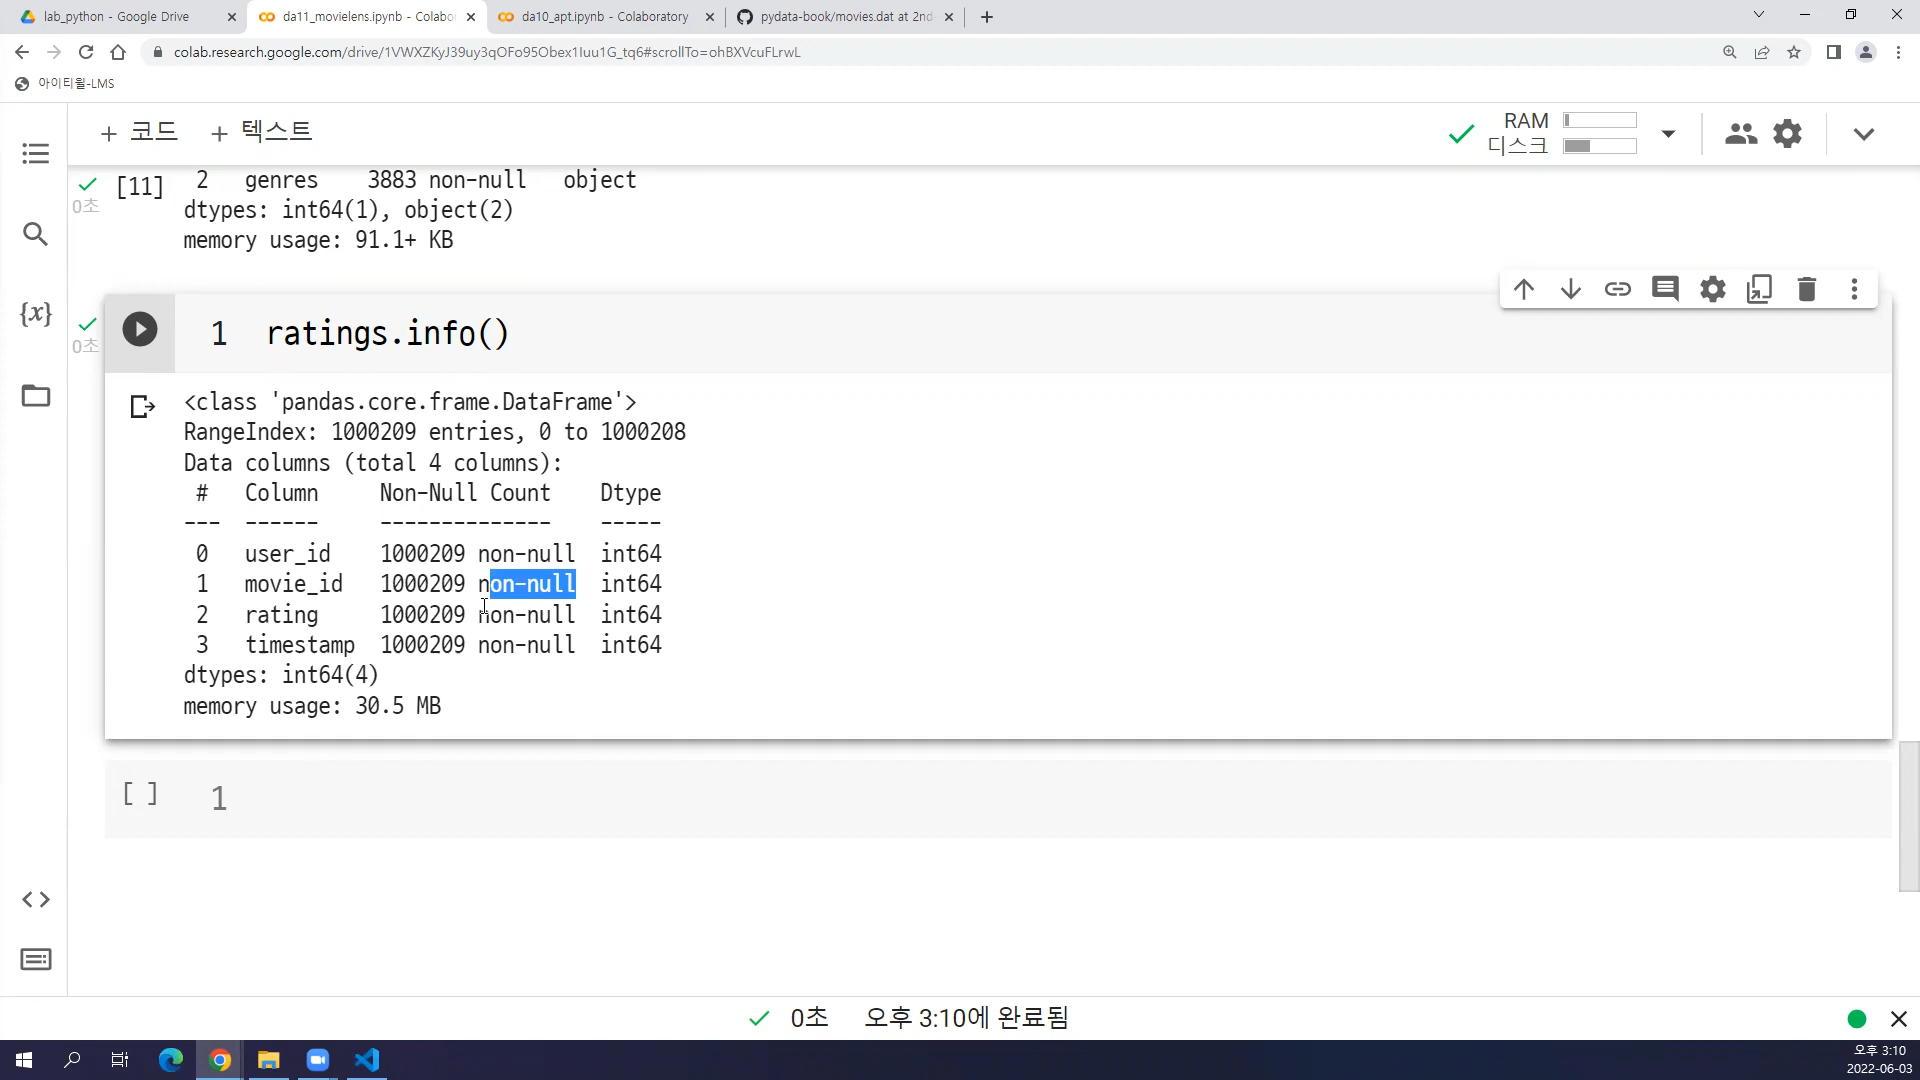 lab_python - Google Drive
da11_movielens.ipynb - Colabo
da10_apt.ipynb - Colaboratory
pydata-book/movies.dat at 2nd-
colab.research.google.com/drive/1VWXZKyJ39uy3qOFo95Obex1Iuu1G_tq6#scrollTo=ohBXVcuFLrwL
아이티윌-LMS
+ 코드 + 텍스트
RAM
디스크
[11] 2 genres 3883 non-null object
0초
dtypes: int64(1), object(2)
memory usage: 91.1+ KB
{x}
0초
1 ratings.info()
<class 'pandas.core.frame.DataFrame'>
RangeIndex: 1000209 entries, 0 to 1000208
Data columns (total 4 columns):
# Column Non-Null Count Dtype
--- ------ -------------- -----
0 user_id 1000209 non-null int64
1 movie_id 1000209 non-null int64
2 rating 1000209 non-null int64
3 timestamp 1000209 non-null int64
dtypes: int64(4)
memory usage: 30.5 MB
[ ] 1
0초 오후 3:10에 완료됨
오후 3:10
2022-06-03